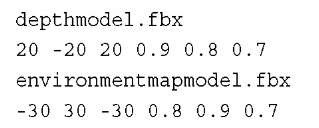 depthmodel.fbx
20 -20 20 0.9 0.8 0.7
environmentmapmodel.fbx
-30 30 -30 0.8 0.9 0.7